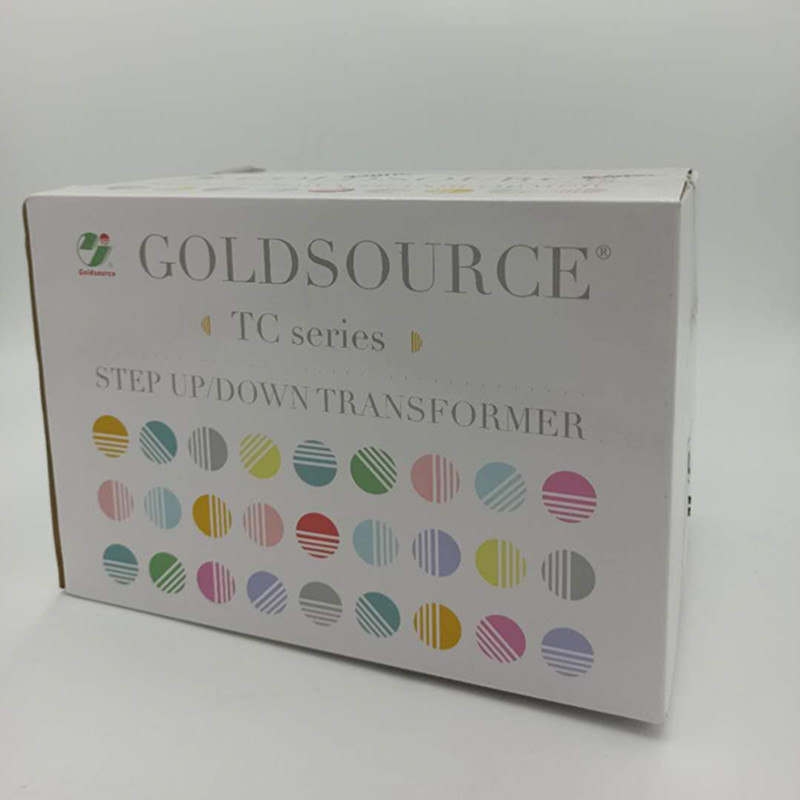 Goldsource
GOLDSOURCE®
TC series
STEP UP/DOWN TRANSFORMER